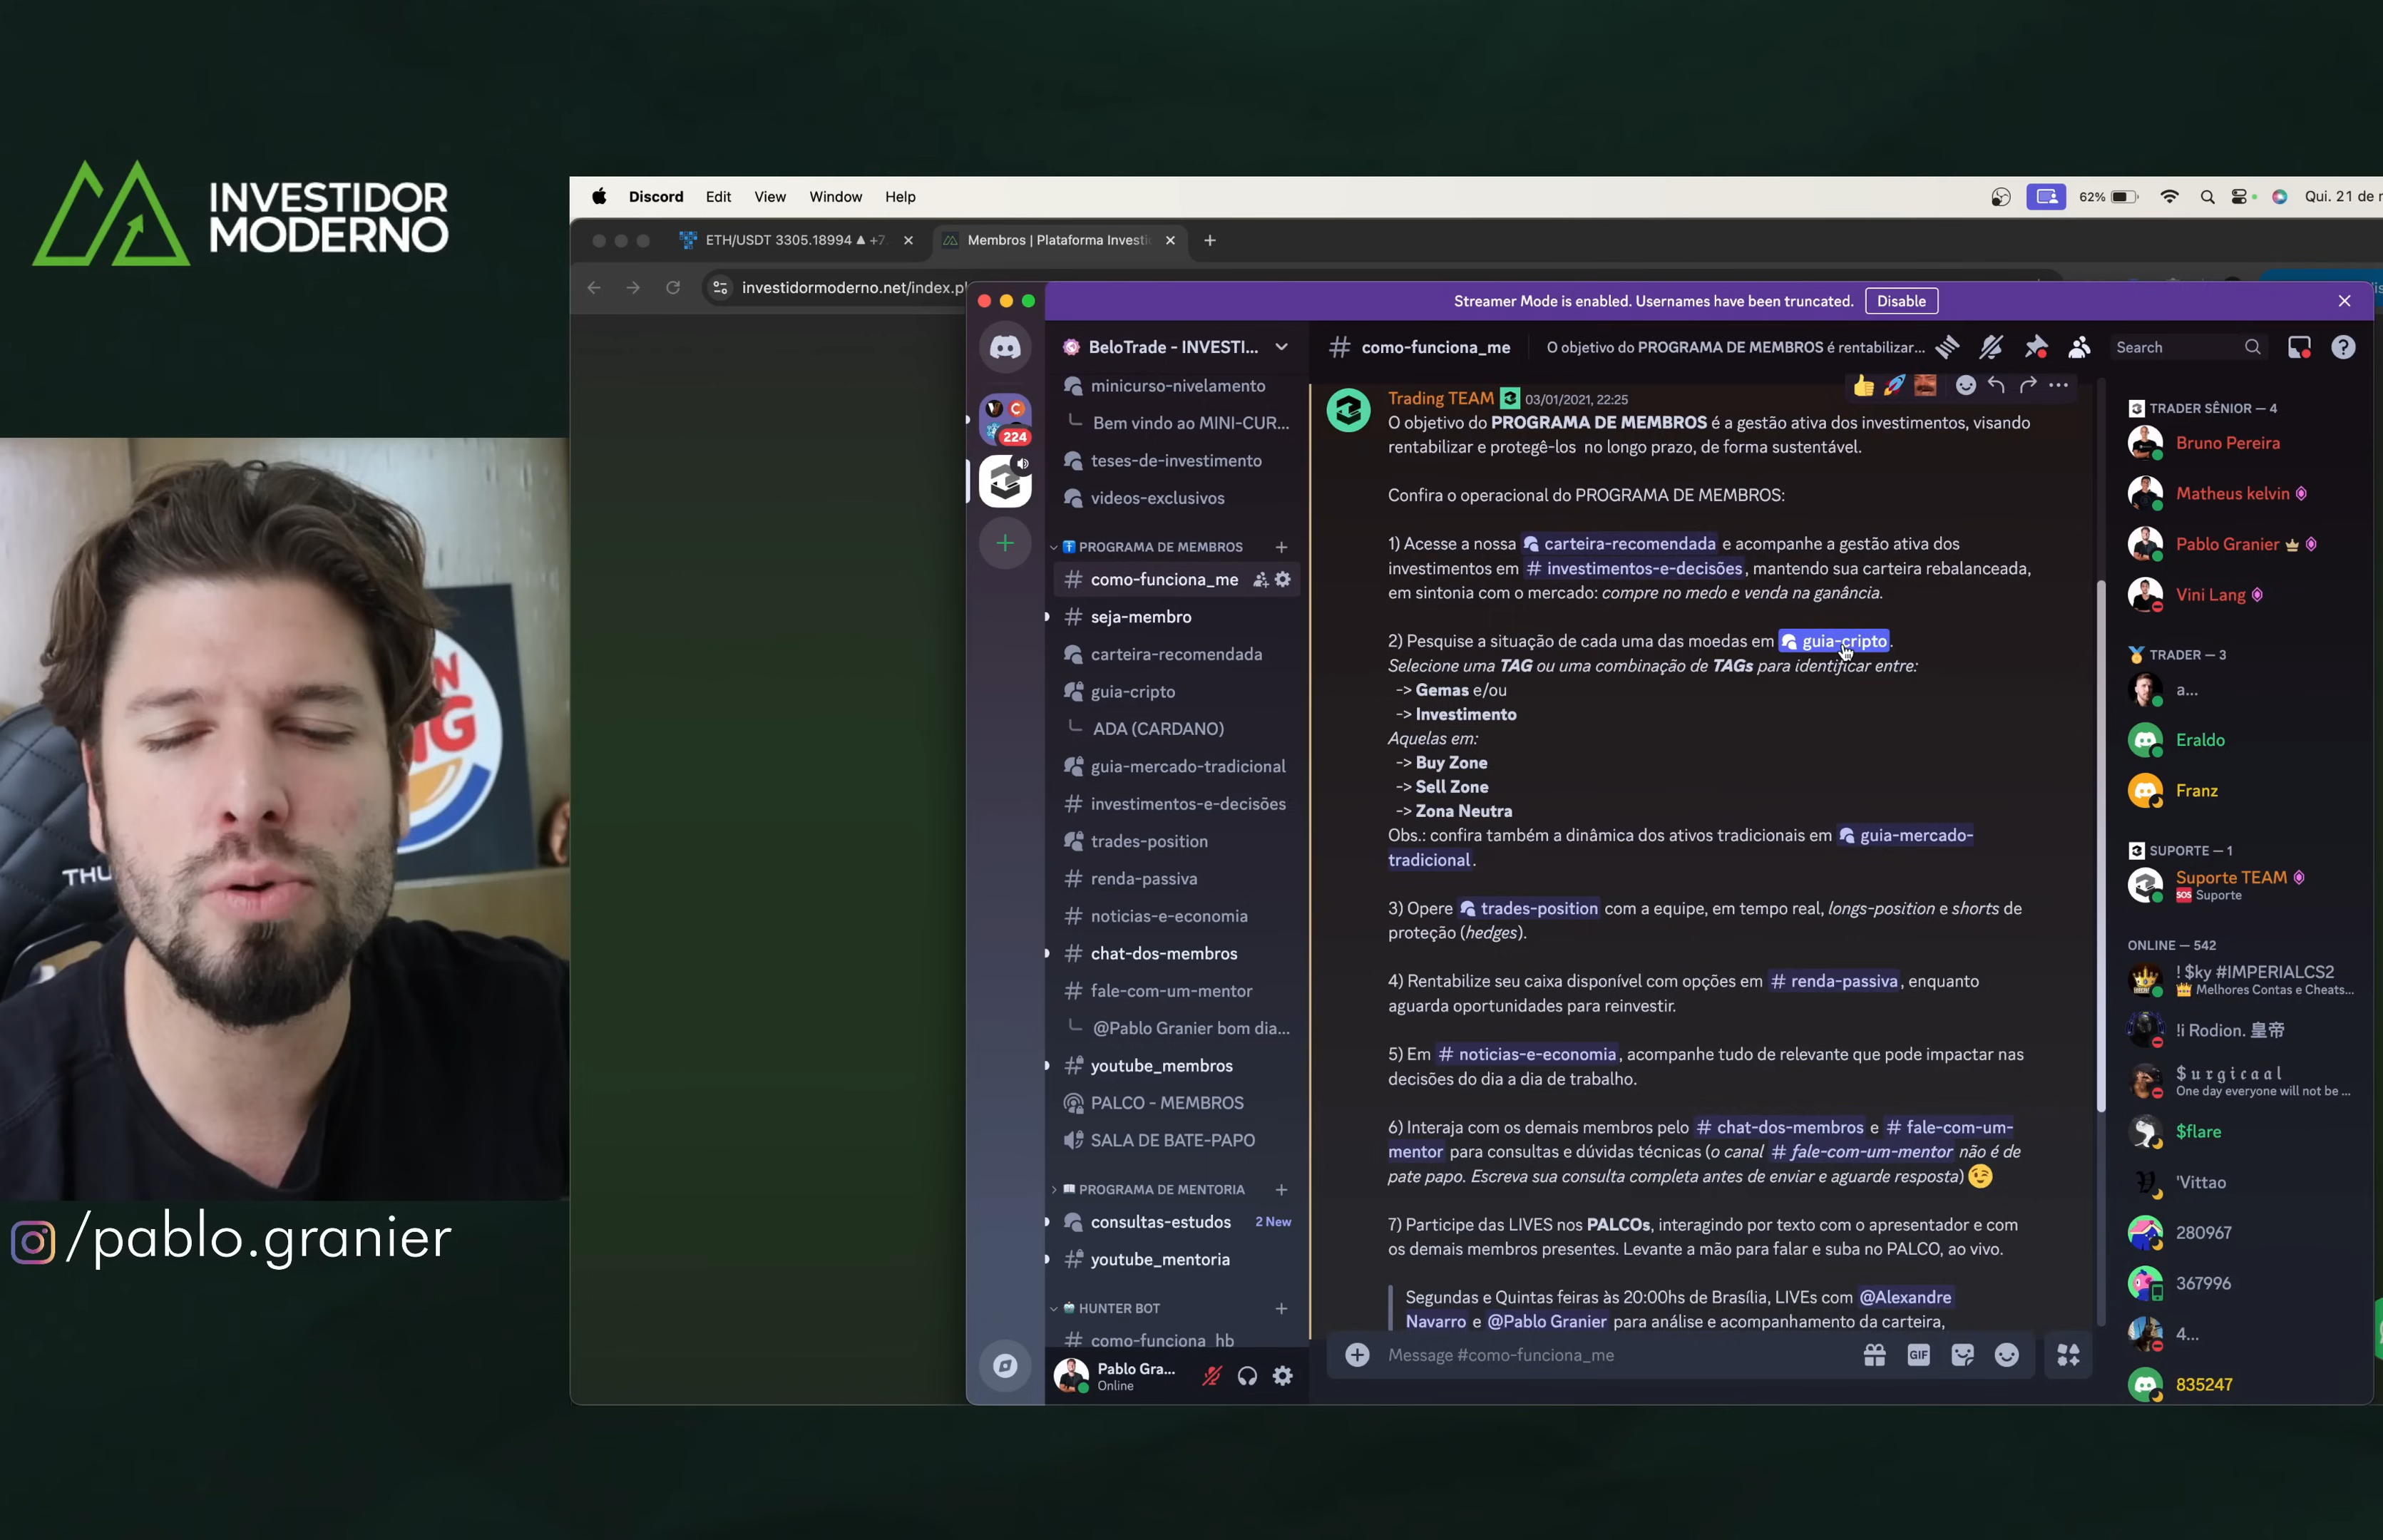 INVESTIDOR
MODERNO
THU
/pablo.granier
Discord Edit View Window Help
62%
ETH/USDT 3305.18994 ▲ +7
Membros | Plataforma Investi
investidormoderno.net/index.p
Streamer Mode is enabled. Usernames have been truncated. Disable
224
BeloTrade - INVESTI...
minicurso-nivelamento
Bem vindo ao MINI-CUR...
teses-de-investimento
videos-exclusivos
PROGRAMA DE MEMBROS
# como-funciona_me
# seja-membro
carteira-recomendada
guia-cripto
ADA (CARDANO)
guia-mercado-tradicional
# investimentos-e-decisões
trades-position
# renda-passiva
# noticias-e-economia
# chat-dos-membros
# fale-com-um-mentor
@Pablo Granier bom dia...
# youtube_membros
PALCO - MEMBROS
SALA DE BATE-PAPO
PROGRAMA DE MENTORIA
consultas-estudos 2 New
# youtube_mentoria
HUNTER BOT
# como-funciona_hb
Pablo Gra...
Online
# como-funciona_me
O objetivo do PROGRAMA DE MEMBROS é rentabilizar...
Search
Trading TEAM 03/01/2021, 22:25
O objetivo do PROGRAMA DE MEMBROS é a gestão ativa dos investimentos, visando
rentabilizar e protegê-los no longo prazo, de forma sustentável.
Confira o operacional do PROGRAMA DE MEMBROS:
1) Acesse a nossa carteira-recomendada e acompanhe a gestão ativa dos
investimentos em # investimentos-e-decisões, mantendo sua carteira rebalanceada,
em sintonia com o mercado: compre no medo e venda na ganância.
2) Pesquise a situação de cada uma das moedas em guia-cripto.
Selecione uma TAG ou uma combinação de TAGs para identificar entre:
-> Gemas e/ou
-> Investimento
Aquelas em:
-> Buy Zone
-> Sell Zone
-> Zona Neutra
Obs.: confira também a dinâmica dos ativos tradicionais em guia-mercado-
tradicional.
3) Opere trades-position com a equipe, em tempo real, longs-position e shorts de
proteção (hedges).
4) Rentabilize seu caixa disponível com opções em # renda-passiva, enquanto
aguarda oportunidades para reinvestir.
5) Em # noticias-e-economia, acompanhe tudo de relevante que pode impactar nas
decisões do dia a dia de trabalho.
6) Interaja com os demais membros pelo # chat-dos-membros e # fale-com-um-
mentor para consultas e dúvidas técnicas (o canal # fale-com-um-mentor não é de
pate papo. Escreva sua consulta completa antes de enviar e aguarde resposta) 😉
7) Participe das LIVES nos PALCOs, interagindo por texto com o apresentador e com
os demais membros presentes. Levante a mão para falar e suba no PALCO, ao vivo.
Segundas e Quintas feiras às 20:00hs de Brasília, LIVEs com @Alexandre
Navarro e @Pablo Granier para análise e acompanhamento da carteira,
Message #como-funciona_me
GIF
Qui. 21 de
TRADER SÊNIOR — 4
Bruno Pereira
Matheus kelvin
Pablo Granier
Vini Lang
TRADER — 3
a...
Eraldo
Franz
SUPORTE — 1
Suporte TEAM
SOS Suporte
ONLINE — 542
! $ky #IMPERIALCS2
Melhores Contas e Cheats...
!i Rodion. 皇帝
$ u r g i c a a l
One day everyone will not be ...
$flare
'Vittao
280967
367996
4...
835247